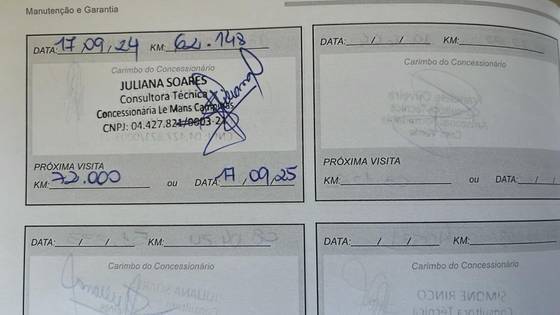 Manutenção e Garantia
DATA: 17, 09, 24 KM: 62.148
Carimbo do Concessionário
JULIANA SOARES
Consultora Técnica
Concessionária Le Mans Campinas
CNPJ: 04.427.821/0003-21
PRÓXIMA VISITA
KM: 72.000 ou DATA: 17, 09, 25
DATA: / / KM:
Carimbo do Concessionário
PRÓXIMA VISITA
KM: ou DATA: / /
DATA: / / KM:
Carimbo do Concessionário
DATA: / / KM:
Carimbo do Concessionário